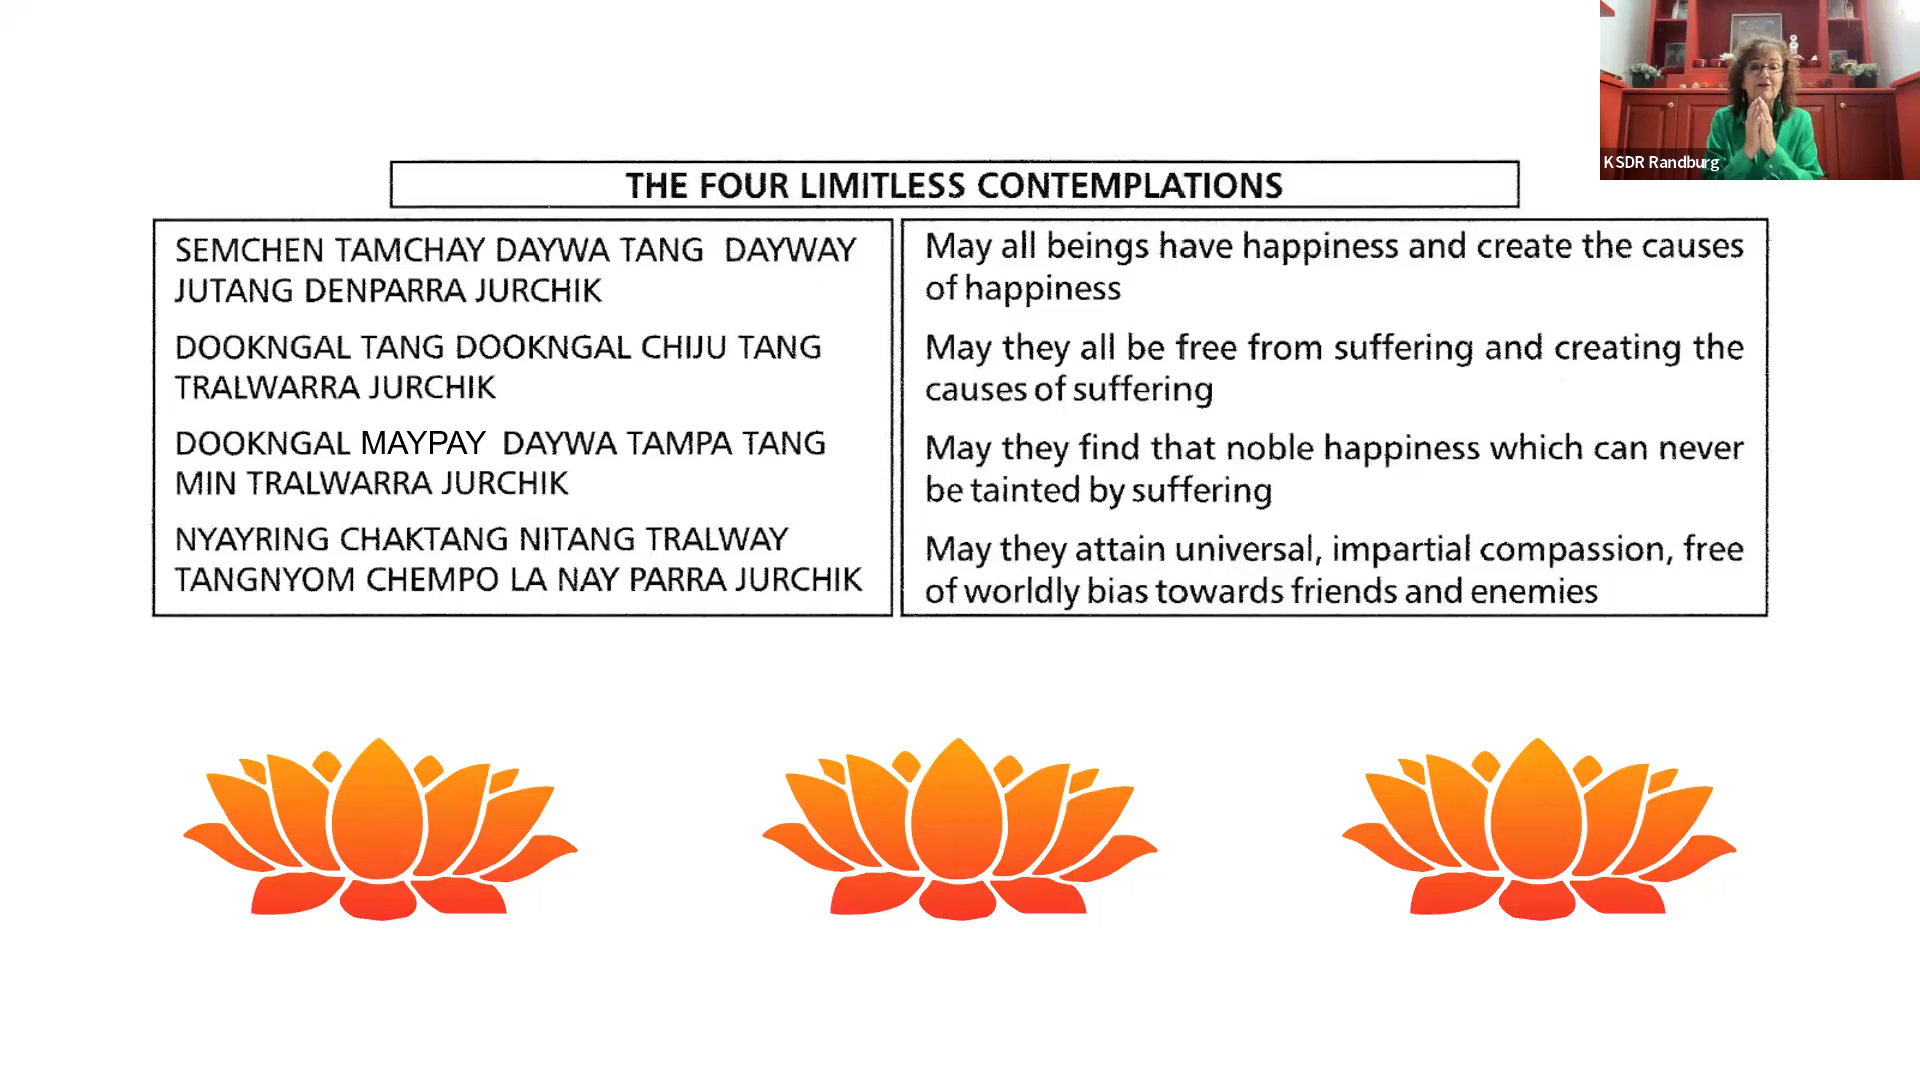 THE FOUR LIMITLESS CONTEMPLATIONS
SEMCHEN TAMCHAY DAYWA TANG DAYWAY
JUTANG DENPARRA JURCHIK
DOOKNGAL TANG DOOKNGAL CHIJU TANG
TRALWARRA JURCHIK
DOOKNGAL MAYPAY DAYWA TAMPA TANG
MIN TRALWARRA JURCHIK
NYAYRING CHAKTANG NITANG TRALWAY
TANGNYOM CHEMPO LA NAY PARRA JURCHIK
May all beings have happiness and create the causes
of happiness
May they all be free from suffering and creating the
causes of suffering
May they find that noble happiness which can never
be tainted by suffering
May they attain universal, impartial compassion, free
of worldly bias towards friends and enemies
KSDR Randburg